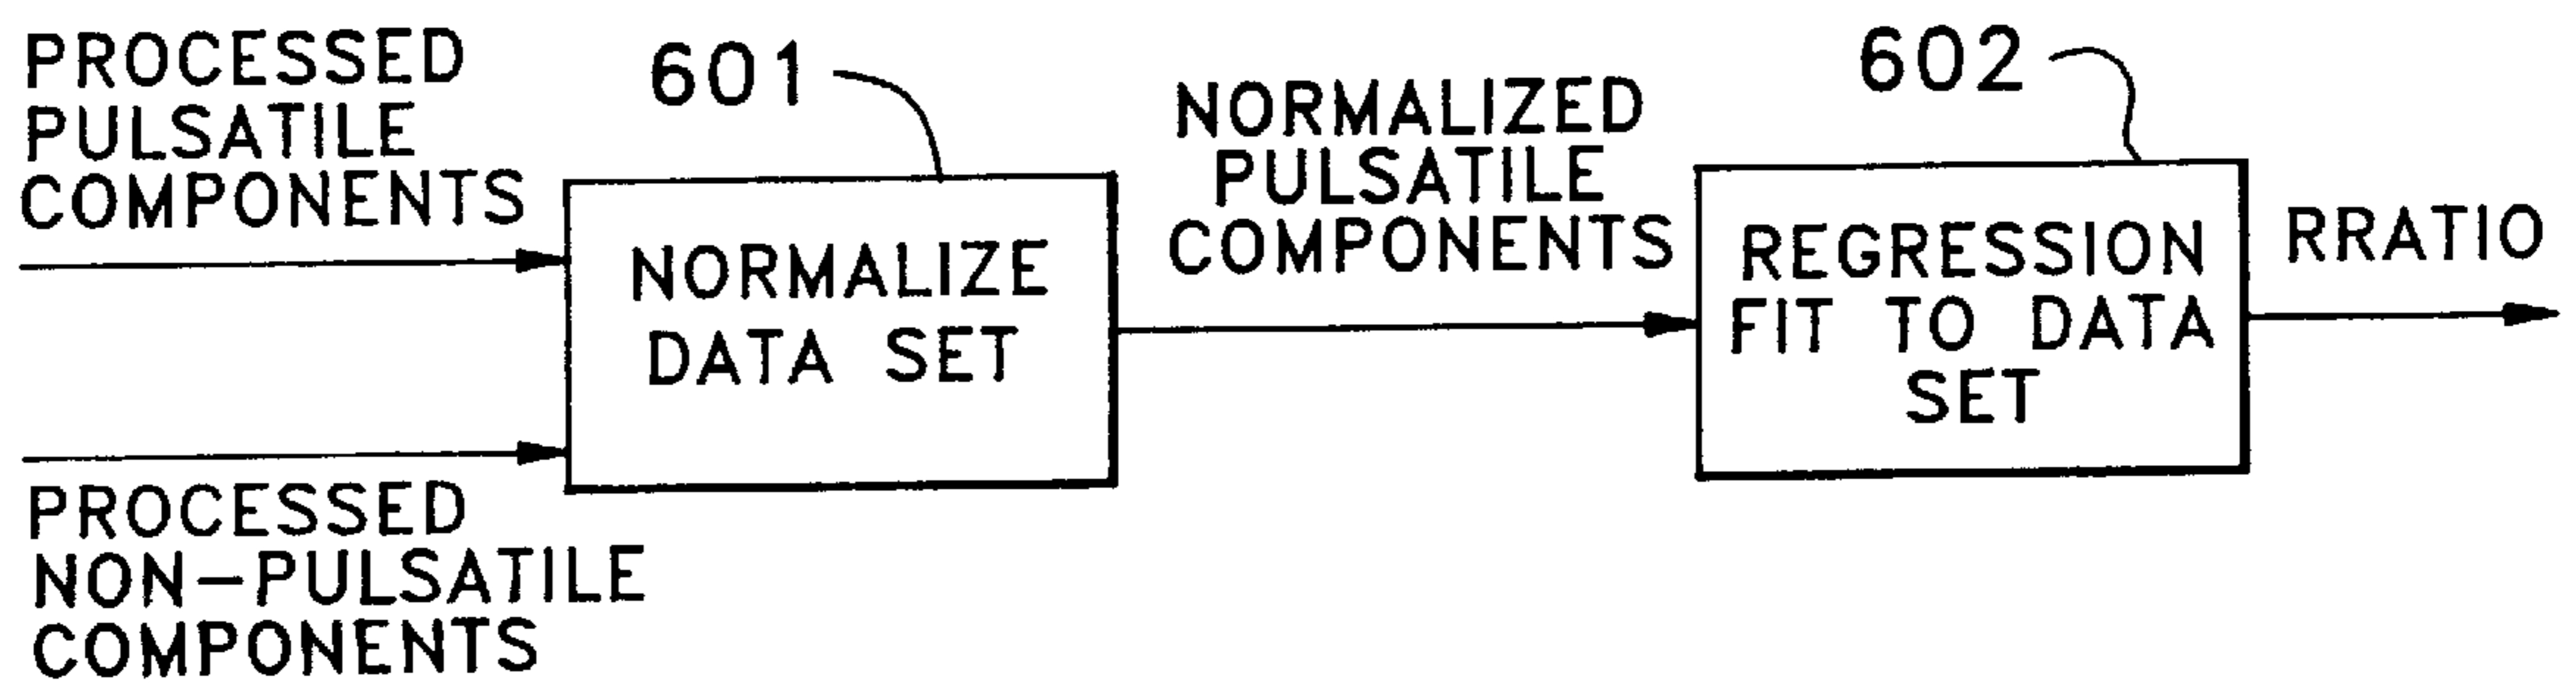 PROCESSED
PULSATILE
COMPONENTS
601
NORMALIZE
DATA SET
PROCESSED
NON-PULSATILE
COMPONENTS
NORMALIZED
PULSATILE
COMPONENTS
602
REGRESSION
FIT TO DATA
SET
RRATIO